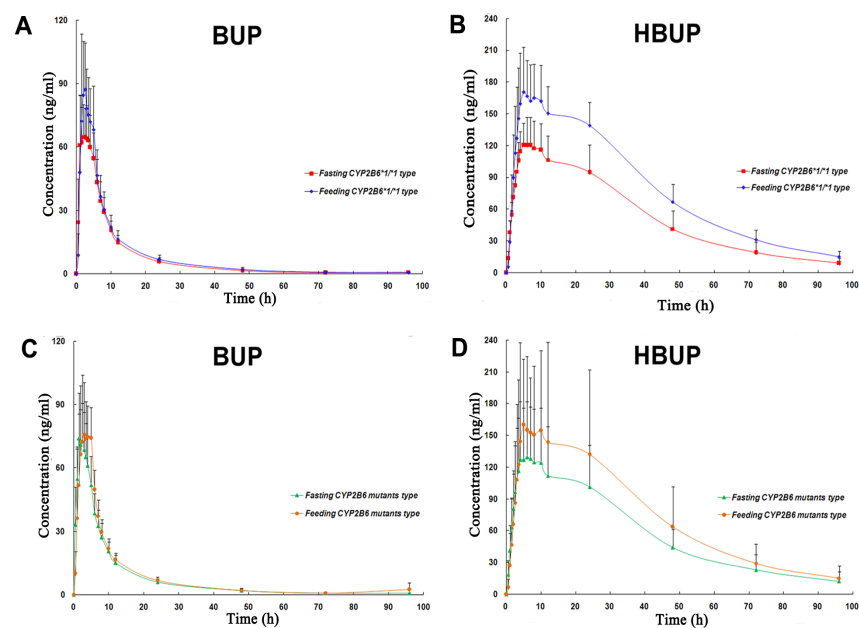 A
BUP
Concentration (ng/ml)
120
90
60
30
0
Fasting CYP2B6*1/*1 type
Feeding CYP2B6*1/*1 type
0 10 20 30 40 50 60 70 80 90 100
Time (h)
B
HBUP
Concentration (ng/ml)
240
210
180
150
120
90
60
30
0
Fasting CYP2B6*1/*1 type
Feeding CYP2B6*1/*1 type
0 10 20 30 40 50 60 70 80 90 100
Time (h)
C
BUP
Concentration (ng/ml)
120
90
60
30
0
Fasting CYP2B6 mutants type
Feeding CYP2B6 mutants type
0 10 20 30 40 50 60 70 80 90 100
Time (h)
D
HBUP
Concentration (ng/ml)
240
210
180
150
120
90
60
30
0
Fasting CYP2B6 mutants type
Feeding CYP2B6 mutants type
0 10 20 30 40 50 60 70 80 90 100
Time (h)